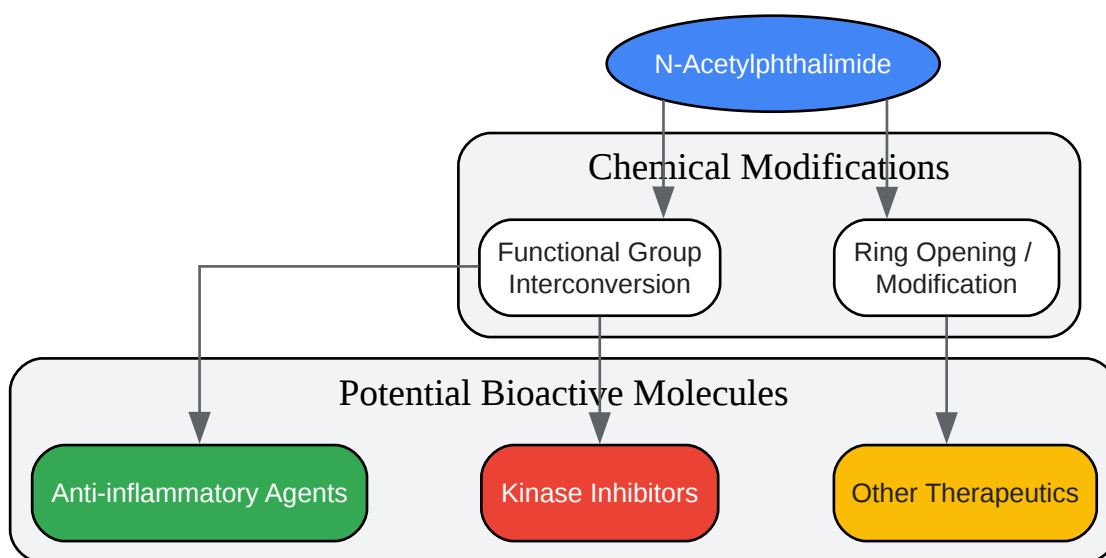 N-Acetylphthalimide
Chemical Modifications
Functional Group
Interconversion
Ring Opening /
Modification
Potential Bioactive Molecules
Anti-inflammatory Agents
Kinase Inhibitors
Other Therapeutics